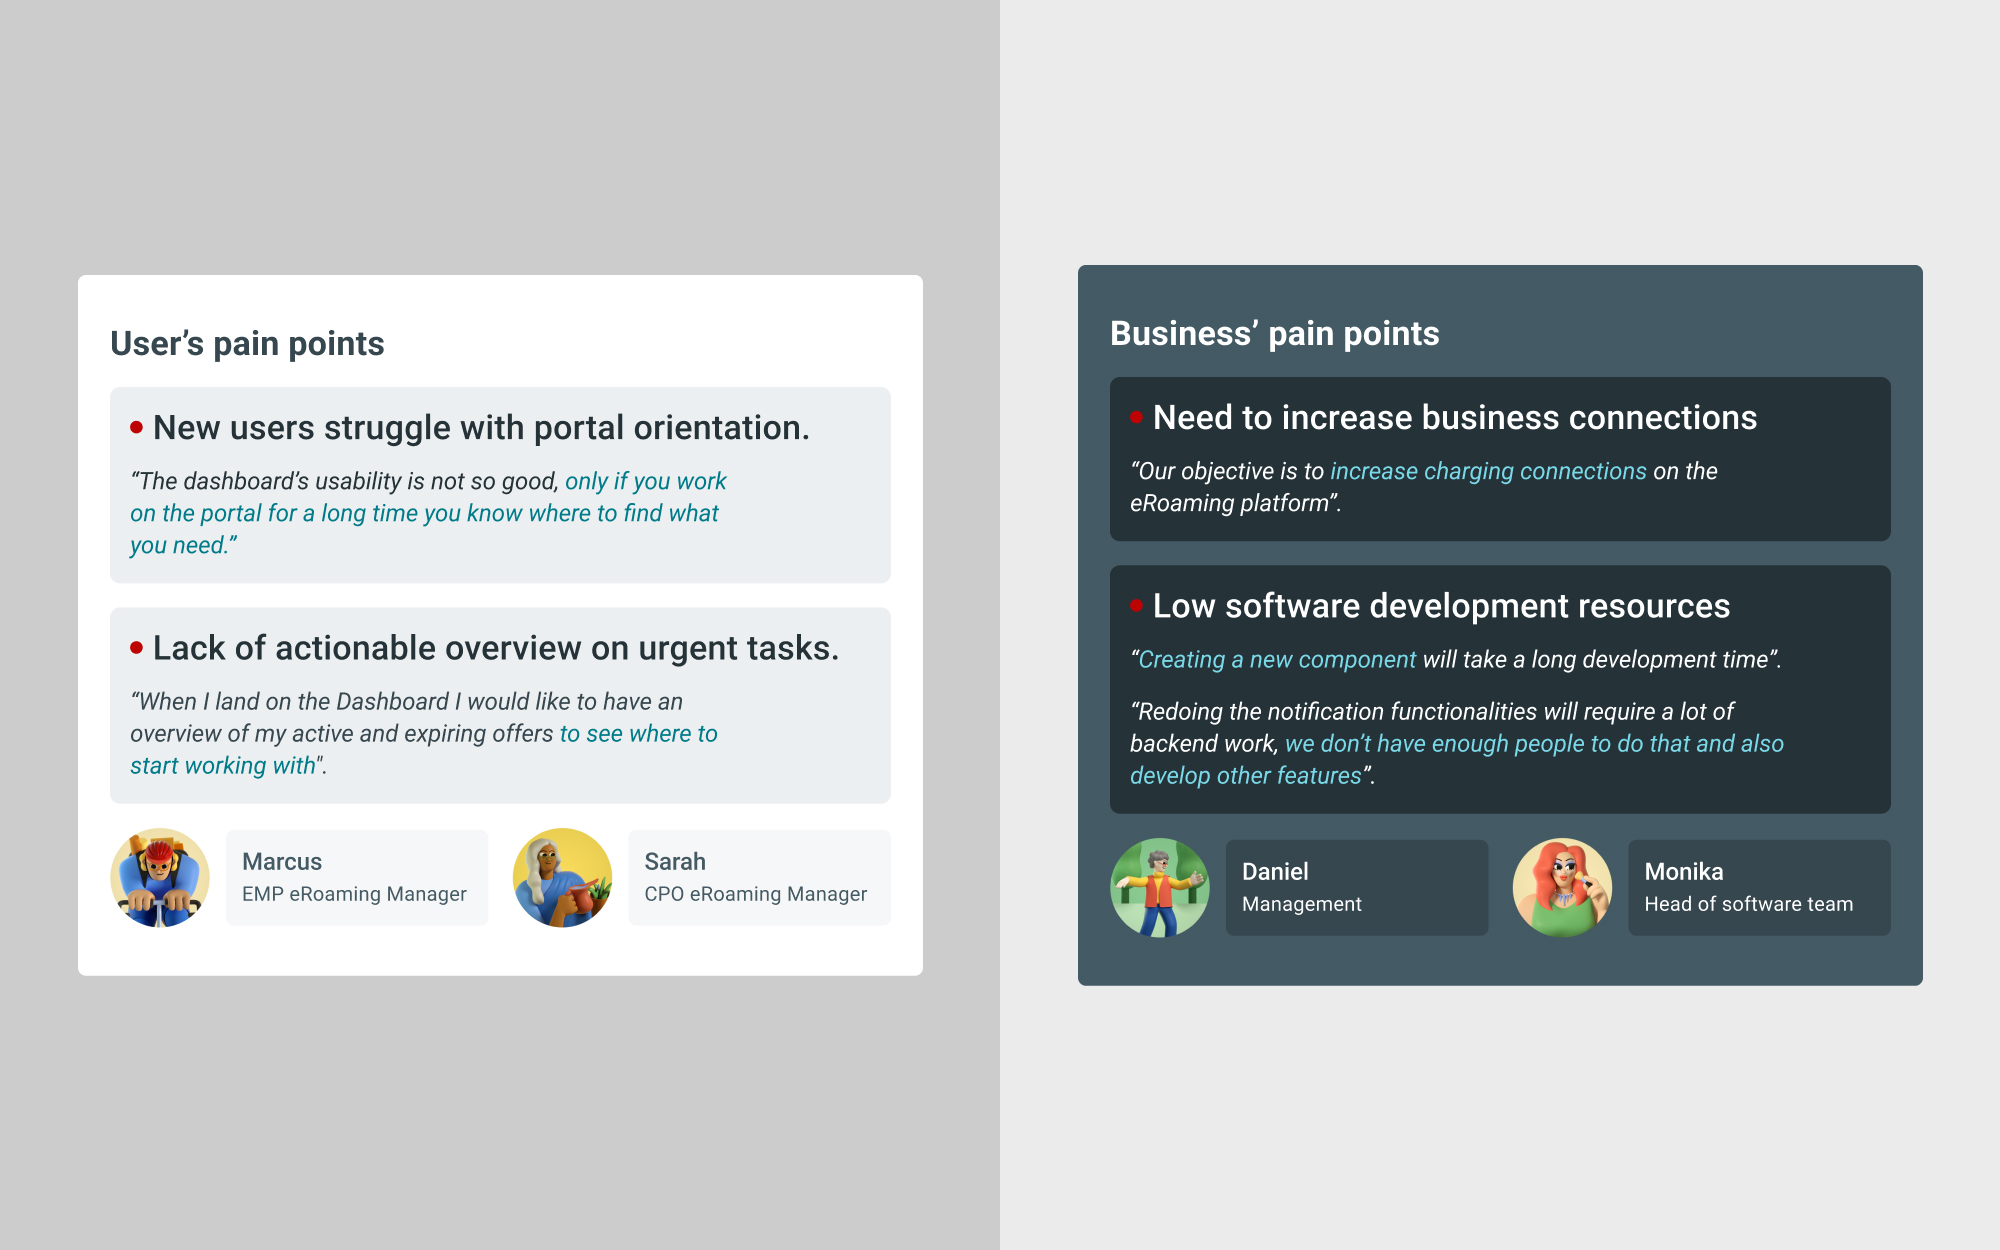 User’s pain points
• New users struggle with portal orientation.
“The dashboard’s usability is not so good, only if you work
on the portal for a long time you know where to find what
you need.”
• Lack of actionable overview on urgent tasks.
“When I land on the Dashboard I would like to have an
overview of my active and expiring offers to see where to
start working with".
Marcus
EMP eRoaming Manager
Sarah
CPO eRoaming Manager
Business’ pain points
• Need to increase business connections
“Our objective is to increase charging connections on the
eRoaming platform”.
• Low software development resources
“Creating a new component will take a long development time”.
“Redoing the notification functionalities will require a lot of
backend work, we don’t have enough people to do that and also
develop other features”.
Daniel
Management
Monika
Head of software team